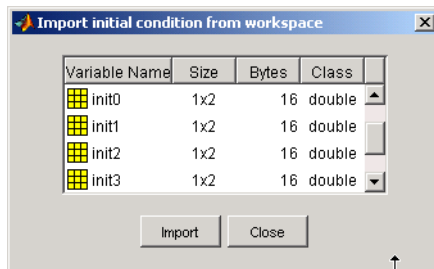 Import initial condition from workspace
Variable Name Size Bytes Class
init0 1x2 16 double
init1 1x2 16 double
init2 1x2 16 double
init3 1x2 16 double
Import Close